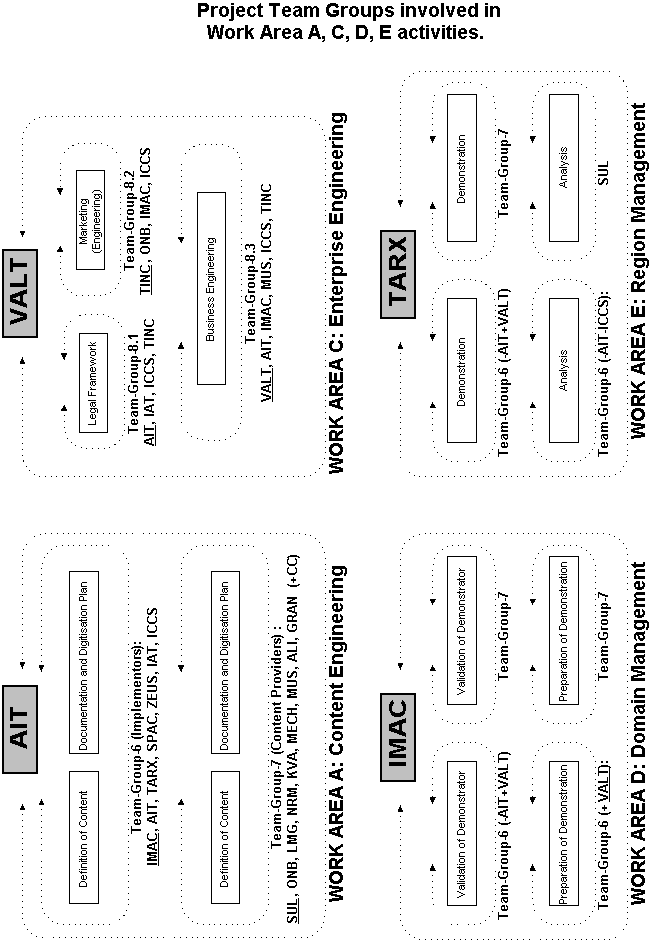 Project Team Groups involved in
Work Area A, C, D, E activities.
AIT
Definition of Content
Documentation and Digitisation Plan
Team-Group-6 (Implementors):
IMAC, AIT, TARX, SPAC, ZEUS, IAT, ICCS
Definition of Content
Documentation and Digitisation Plan
Team-Group-7 (Content Providers) :
SUL, ONB, LMG, NRM, KVA, MECH, MUS, ALI, GRAN (+CC)
WORK AREA A: Content Engineering
VALT
Legal Framework
Team-Group-8.1
AIT, IAT, ICCS, TINC
Marketing
(Engineering)
Team-Group-8.2
TINC, ONB, IMAC, ICCS
Business Engineering
Team-Group-8.3
VALT, AIT, IMAC, MUS, ICCS, TINC
WORK AREA C: Enterprise Engineering
IMAC
Validation of Demonstrator
Team-Group-6 (-AIT+VALT)
Validation of Demonstrator
Team-Group-7
Preparation of Demonstration
Team-Group-6 (+ VALT):
Preparation of Demonstration
Team-Group-7
WORK AREA D: Domain Management
TARX
Demonstration
Team-Group-6 (-AIT+VALT)
Demonstration
Team-Group-7
Analysis
Team-Group-6 (-AIT-ICCS):
Analysis
SUL
WORK AREA E: Region Management